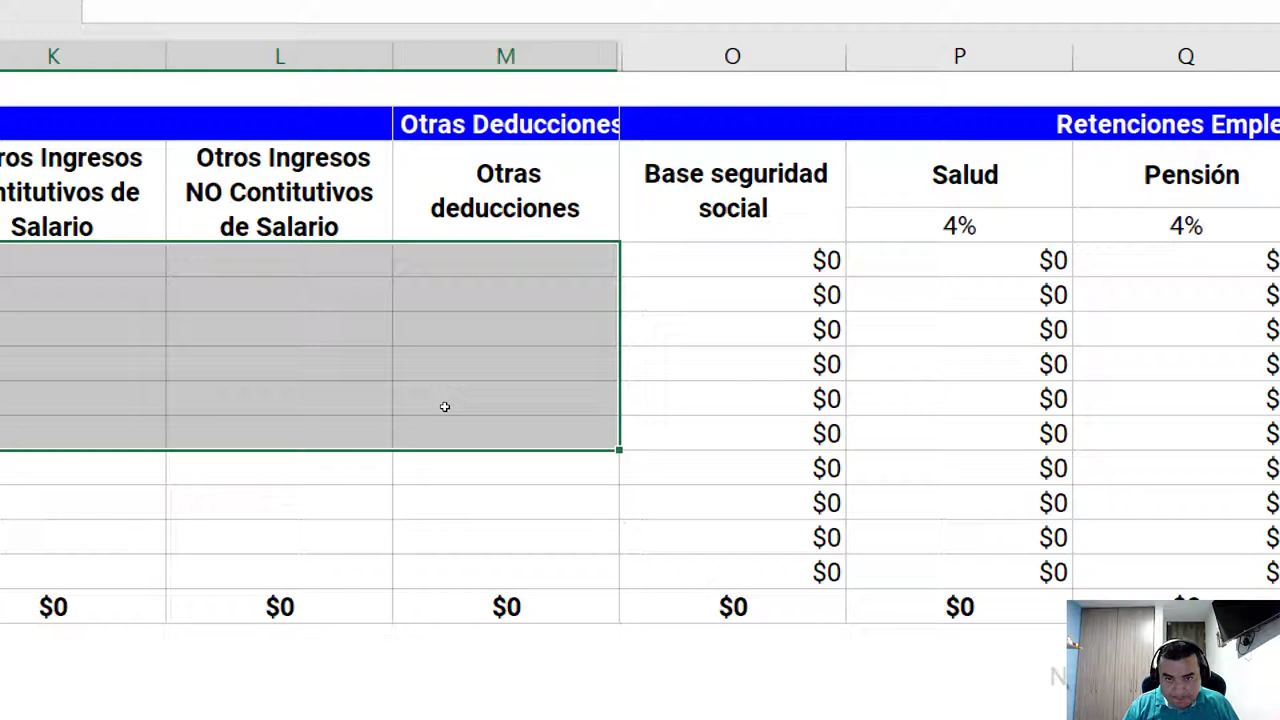 K L M O P Q
Otras Deducciones Retenciones Emple
ros Ingresos
ntitutivos de
Salario
Otros Ingresos
NO Contitutivos
de Salario
Otras
deducciones
Base seguridad
social
Salud
4%
Pensión
4%
$0 $0 $
$0 $0 $
$0 $0 $
$0 $0 $
$0 $0 $
$0 $0 $
$0 $0 $
$0 $0 $
$0 $0 $
$0 $0 $
$0 $0 $0 $0 $0
N